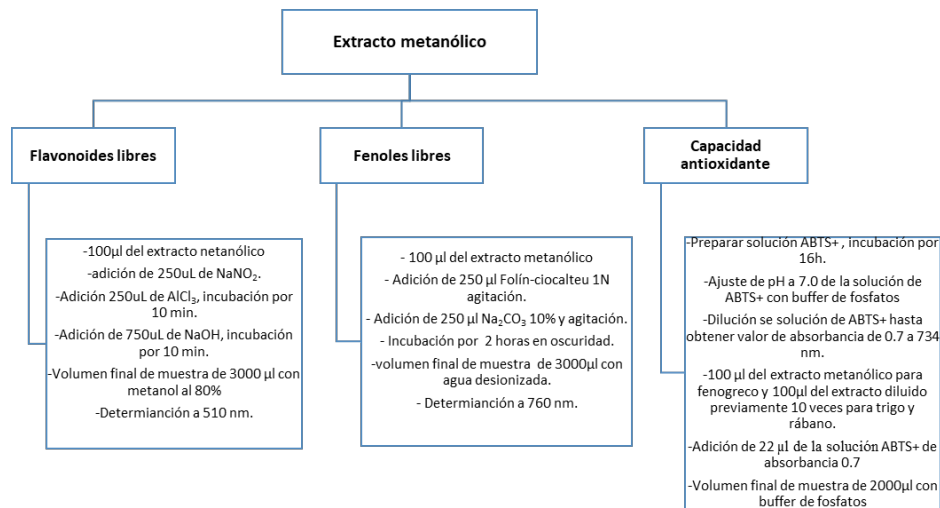 Extracto metanólico
Flavonoides libres
-100µl del extracto netanólico
-adición de 250uL de NaNO₂.
-Adición 250uL de AlCl₃, incubación por
10 min.
-Adición de 750uL de NaOH, incubación
por 10 min.
-Volumen final de muestra de 3000 µl con
metanol al 80%
-Determianción a 510 nm.
Fenoles libres
- 100 µl del extracto metanólico
- Adición de 250 µl Folín-ciocalteu 1N
agitación.
- Adición de 250 µl Na₂CO₃ 10% y agitación.
- Incubación por 2 horas en oscuridad.
-volumen final de muestra de 3000µl con
agua desionizada.
- Determianción a 760 nm.
Capacidad
antioxidante
-Preparar solución ABTS+ , incubación por
16h.
-Ajuste de pH a 7.0 de la solución de
ABTS+ con buffer de fosfatos
-Dilución se solución de ABTS+ hasta
obtener valor de absorbancia de 0.7 a 734
nm.
-100 µl del extracto metanólico para
fenogreco y 100µl del extracto diluido
previamente 10 veces para trigo y
rábano.
-Adición de 22 µl de la solución ABTS+ de
absorbancia 0.7
-Volumen final de muestra de 2000µl con
buffer de fosfatos